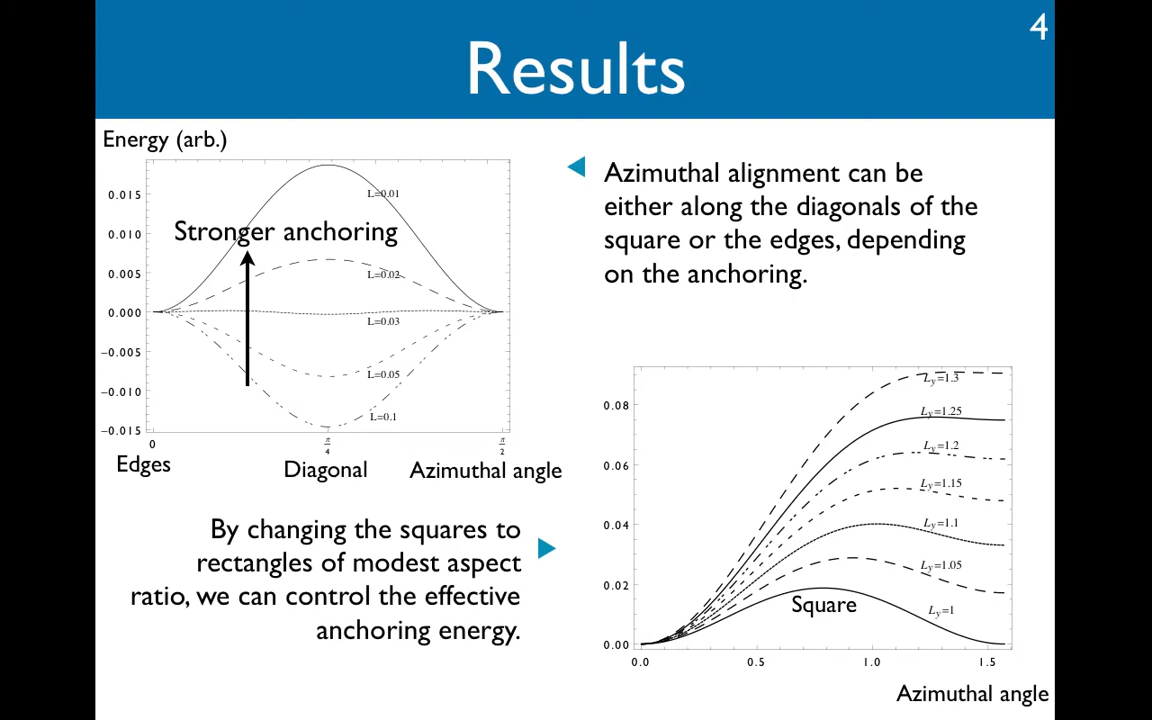 4
Results
Energy (arb.)
Azimuthal alignment can be
either along the diagonals of the
square or the edges, depending
on the anchoring.
0.015
0.010
0.005
0.000
−0.005
−0.010
−0.015
L=0.01
Stronger anchoring
L=0.02
L=0.03
L=0.05
L=0.1
0
π/4
π/2
Edges
Diagonal
Azimuthal angle
By changing the squares to
rectangles of modest aspect
ratio, we can control the effective
anchoring energy.
0.08
0.06
0.04
0.02
0.00
Ly=1.3
Ly=1.25
Ly=1.2
Ly=1.15
Ly=1.1
Ly=1.05
Square
Ly=1
0.0
0.5
1.0
1.5
Azimuthal angle